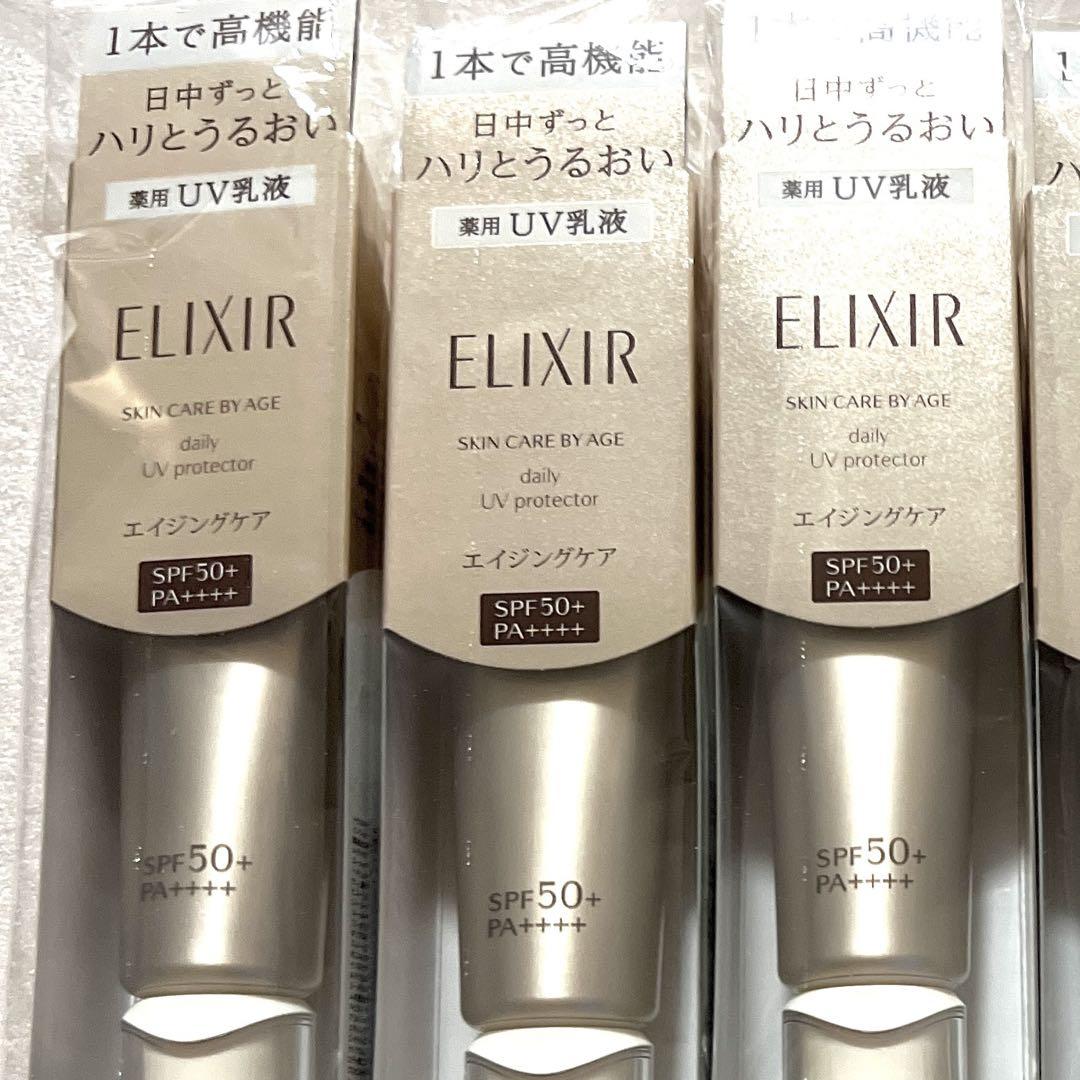 1本で高機能
日中ずっと
ハリとうるおい
薬用 UV乳液
ELIXIR
SKIN CARE BY AGE
daily
UV protector
エイジングケア
SPF50+
PA++++
SPF50+
PA++++
1本で高機能
日中ずっと
ハリとうるおい
薬用 UV乳液
ELIXIR
SKIN CARE BY AGE
daily
UV protector
エイジングケア
SPF50+
PA++++
SPF50+
PA++++
1本で高機能
日中ずっと
ハリとうるおい
薬用 UV乳液
ELIXIR
SKIN CARE BY AGE
daily
UV protector
エイジングケア
SPF50+
PA++++
SPF50+
PA++++